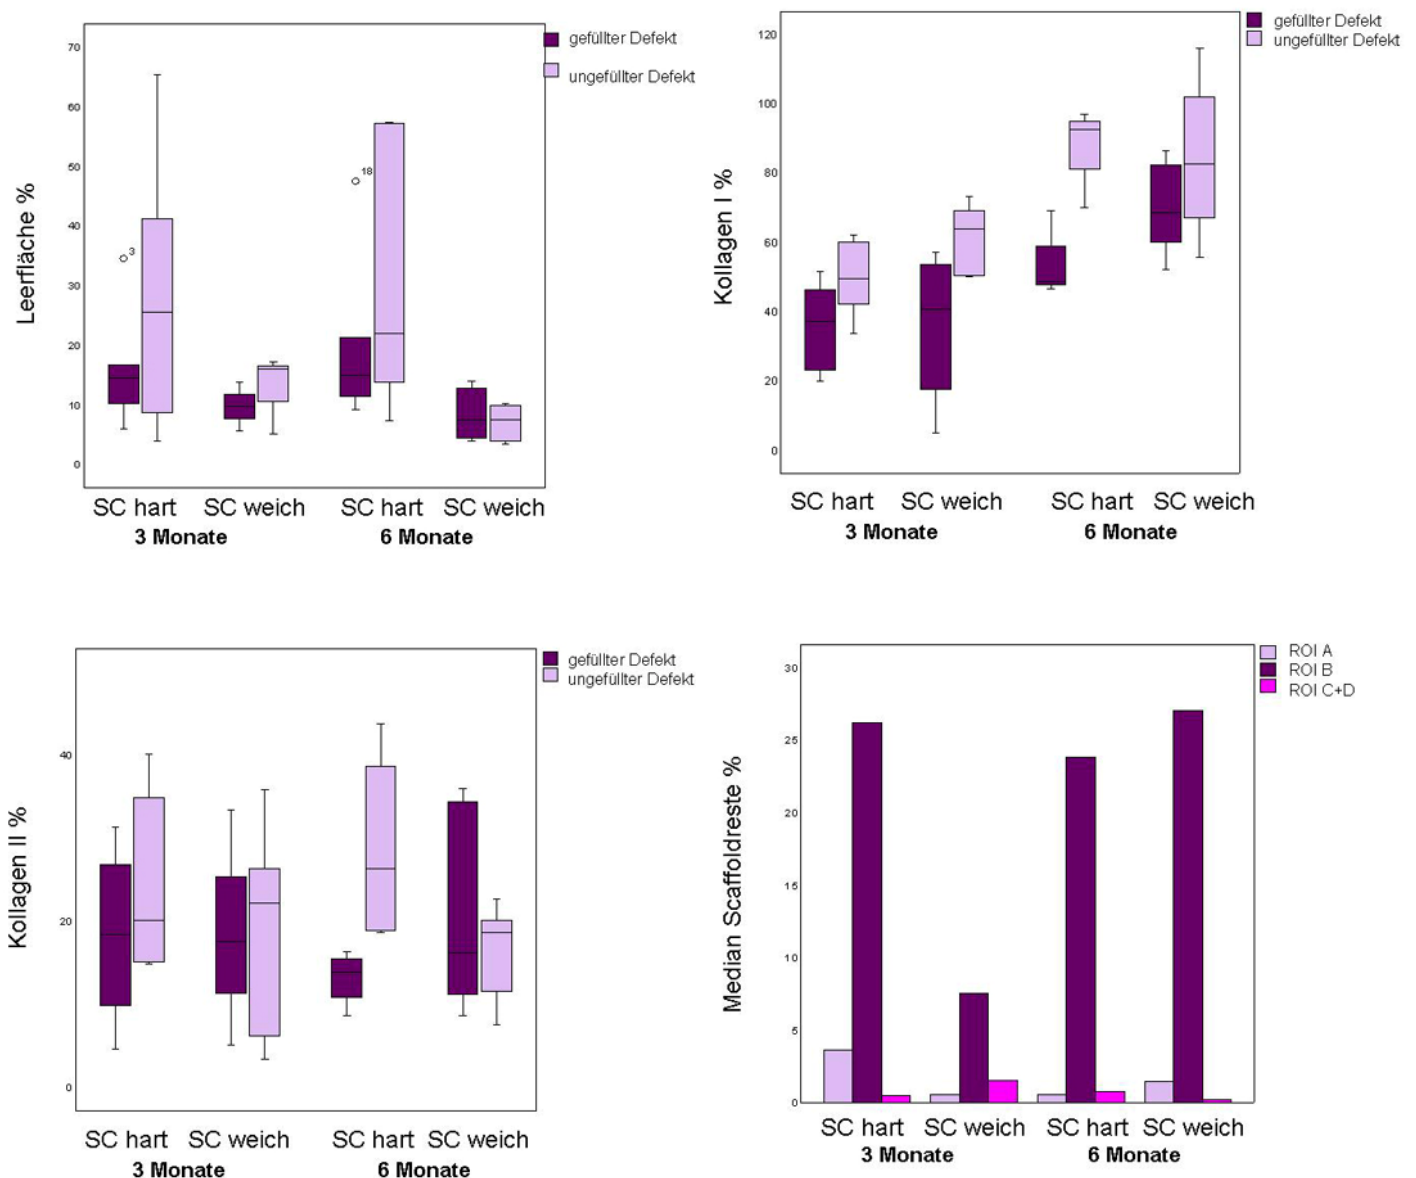 Leerfläche %
70
60
50
40
30
20
10
0
3
18
gefüllter Defekt
ungefüllter Defekt
SC hart SC weich SC hart SC weich
3 Monate 6 Monate
Kollagen I %
120
100
80
60
40
20
0
gefüllter Defekt
ungefüllter Defekt
SC hart SC weich SC hart SC weich
3 Monate 6 Monate
Kollagen II %
40
20
0
gefüllter Defekt
ungefüllter Defekt
SC hart SC weich SC hart SC weich
3 Monate 6 Monate
Median Scaffoldreste %
30
25
20
15
10
5
0
ROI A
ROI B
ROI C+D
SC hart SC weich SC hart SC weich
3 Monate 6 Monate